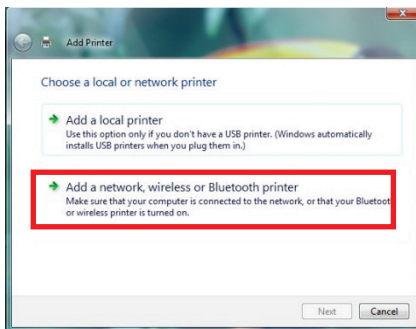 Add Printer
Choose a local or network printer
Add a local printer
Use this option only if you don't have a USB printer. (Windows automatically
installs USB printers when you plug them in.)
Add a network, wireless or Bluetooth printer
Make sure that your computer is connected to the network, or that your Bluetoot
or wireless printer is turned on.
Next
Cancel